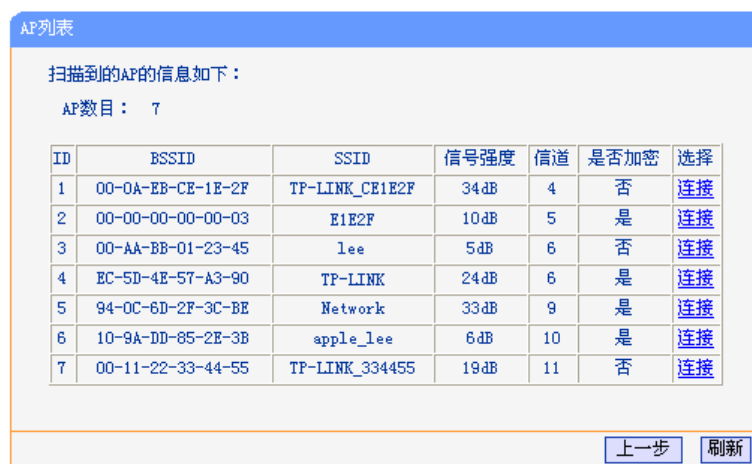 AP列表
扫描到的AP的信息如下：
AP数目： 7
ID BSSID SSID 信号强度 信道 是否加密 选择
1 00-0A-EB-CE-1E-2F TP-LINK_CE1E2F 34dB 4 否 连接
2 00-00-00-00-00-03 E1E2F 10dB 5 是 连接
3 00-AA-BB-01-23-45 lee 5dB 6 否 连接
4 EC-5D-4E-57-A3-90 TP-LINK 24dB 6 是 连接
5 94-0C-6D-2F-3C-BE Network 33dB 9 是 连接
6 10-9A-DD-85-2E-3B apple_lee 6dB 10 是 连接
7 00-11-22-33-44-55 TP-LINK_334455 19dB 11 否 连接
上一步 刷新